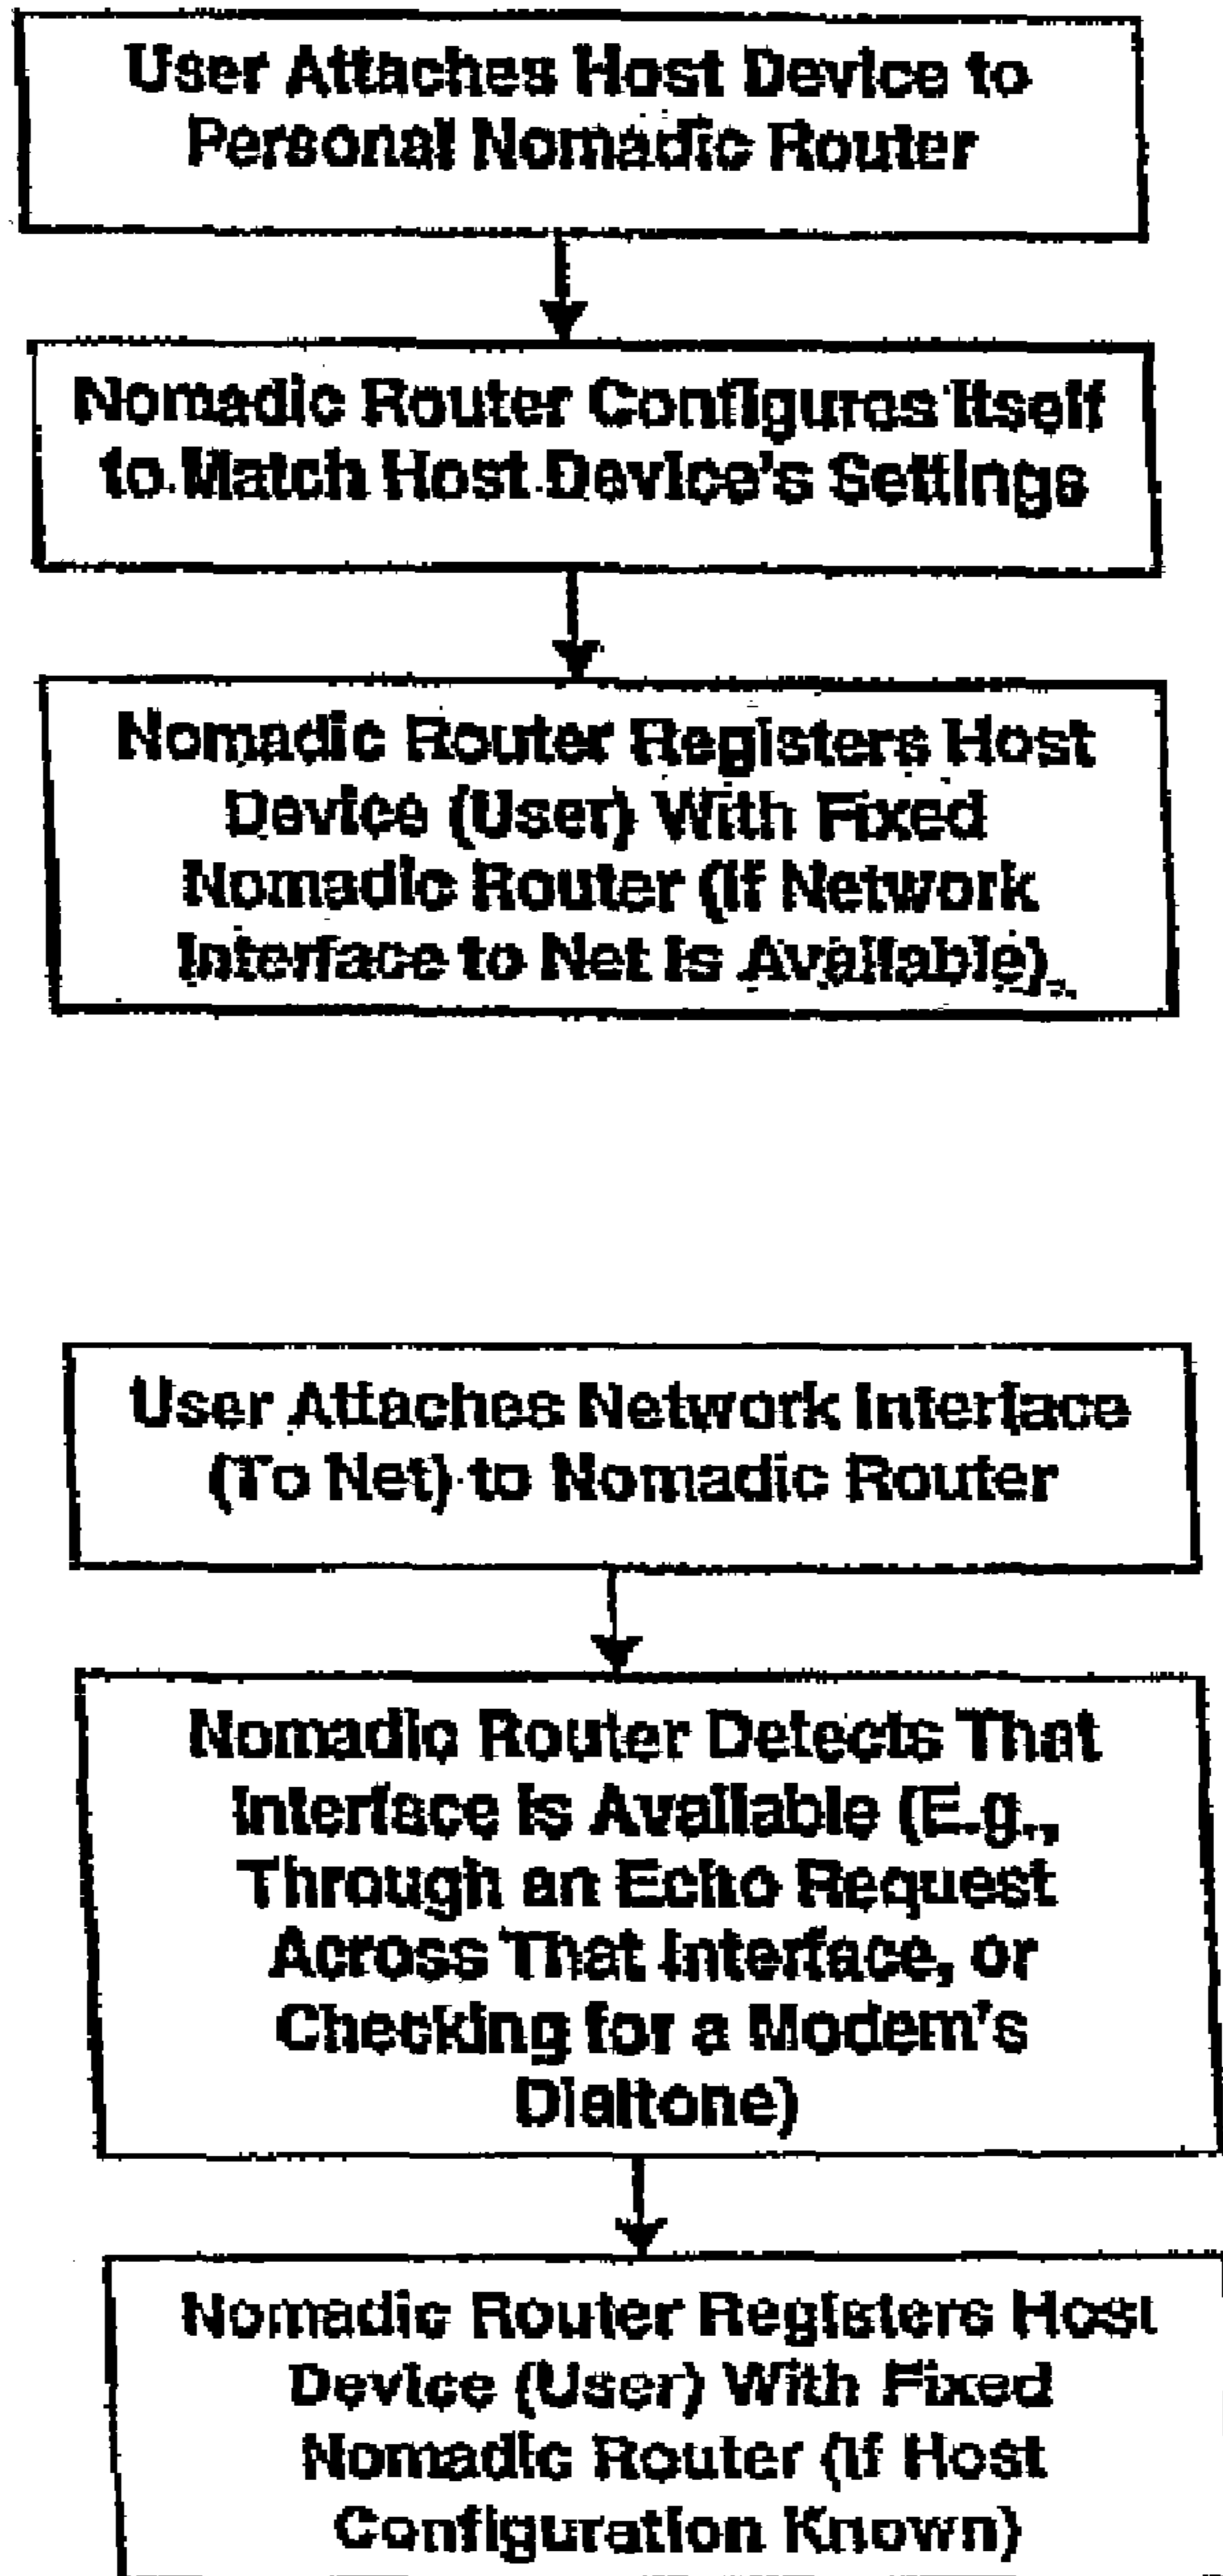 User Attaches Host Device to
Personal Nomadic Router
Nomadic Router Configures Itself
to Match Host Device's Settings
Nomadic Router Registers Host
Device (User) With Fixed
Nomadic Router (If Network
Interface to Net is Available)
User Attaches Network Interface
(To Net) to Nomadic Router
Nomadic Router Detects That
Interface is Available (E.g.,
Through an Echo Request
Across That Interface, or
Checking for a Modem's
Dialtone)
Nomadic Router Registers Host
Device (User) With Fixed
Nomadic Router (If Host
Configuration Known)